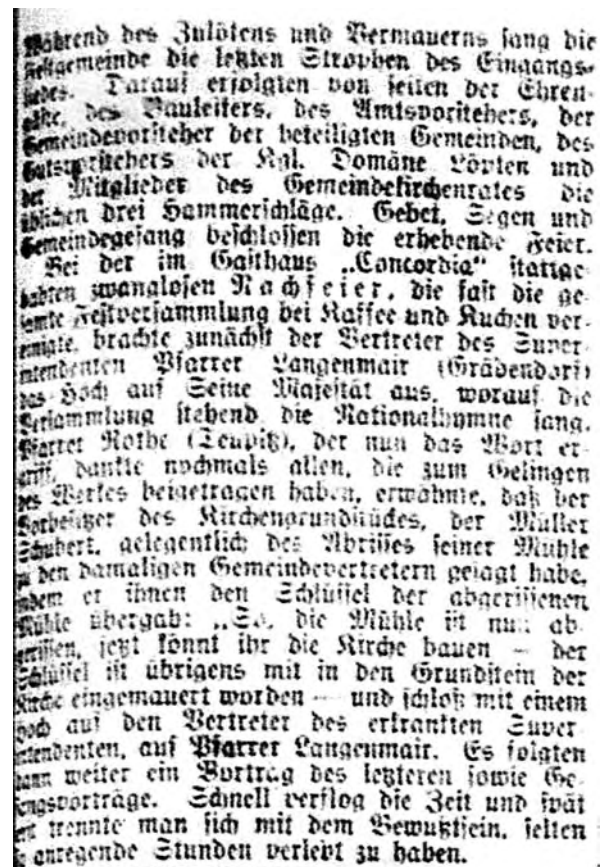 Während des Zulötens und Vermauerns sang die
Festgemeinde die letzten Strophen des Eingangs-
liedes. Darauf erfolgten von seiten der Ehren-
gäste, des Bauleiters, des Amtsvorstehers, der
Gemeindevorsteher der beteiligten Gemeinden, des
Gutsvorstehers der Kgl. Domäne Löpten und
der Mitglieder des Gemeindekirchenrates die
üblichen drei Hammerschläge. Gebet, Segen und
Gemeindegesang beschlossen die erhebende Feier.
Bei der im Gasthaus „Concordia“ stattge-
habten zwanglosen Nachfeier, die fast die ge-
samte Festversammlung bei Kaffee und Kuchen ver-
einigte, brachte zunächst der Vertreter des Super-
intendenten Pfarrer Langenmair (Gräbendorf)
das Hoch auf Seine Majestät aus, worauf die
Versammlung stehend die Nationalhymne sang.
Pfarrer Rothe (Teupitz), der nun das Wort er-
griff, dankte nochmals allen, die zum Gelingen
des Werkes beigetragen haben, erwähnte, daß der
Vorbesitzer des Kirchengrundstückes, der Müller
Schubert, gelegentlich des Abrisses seiner Mühle
zu den damaligen Gemeindevertretern gesagt habe,
indem er ihnen den Schlüssel der abgerissenen
Mühle übergab: „So, die Mühle ist nun ab-
gerissen, jetzt könnt ihr die Kirche bauen — der
Schlüssel ist übrigens mit in den Grundstein der
Kirche eingemauert worden — und schloß mit einem
Hoch auf den Vertreter des erkrankten Super-
intendenten, auf Pfarrer Langenmair. Es folgten
dann weiter ein Vortrag des letzteren sowie Ge-
sangsvorträge. Schnell verflog die Zeit und spät
erst trennte man sich mit dem Bewußtsein, selten
so anregende Stunden verlebt zu haben.